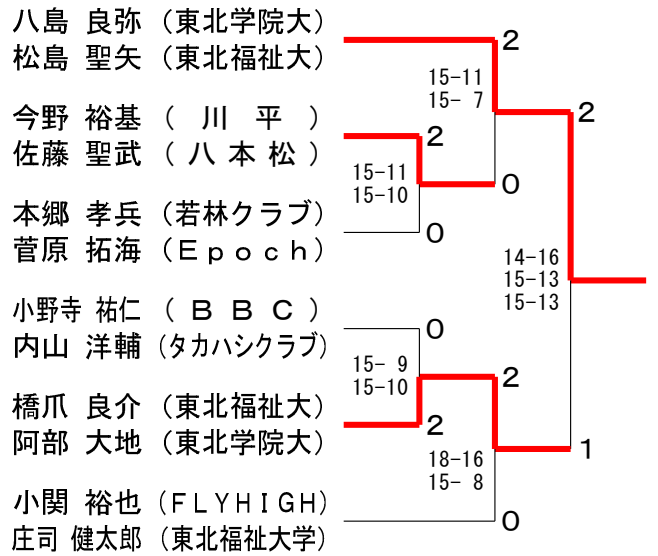 八島 良弥 (東北学院大)
松島 聖矢 (東北福祉大)
今野 裕基 ( 川 平 )
佐藤 聖武 ( 八 本 松 )
本郷 孝兵 (若林クラブ)
菅原 拓海 (Epoch)
小野寺 祐仁 ( B B C )
内山 洋輔 (タカハシクラブ)
橋爪 良介 (東北福祉大)
阿部 大地 (東北学院大)
小関 裕也 (FLYHIGH)
庄司 健太郎 (東北福祉大学)
2
15-11
15- 7
0
2
15-11
15-10
0
0
15- 9
15-10
2
2
18-16
15- 8
0
2
14-16
15-13
15-13
1